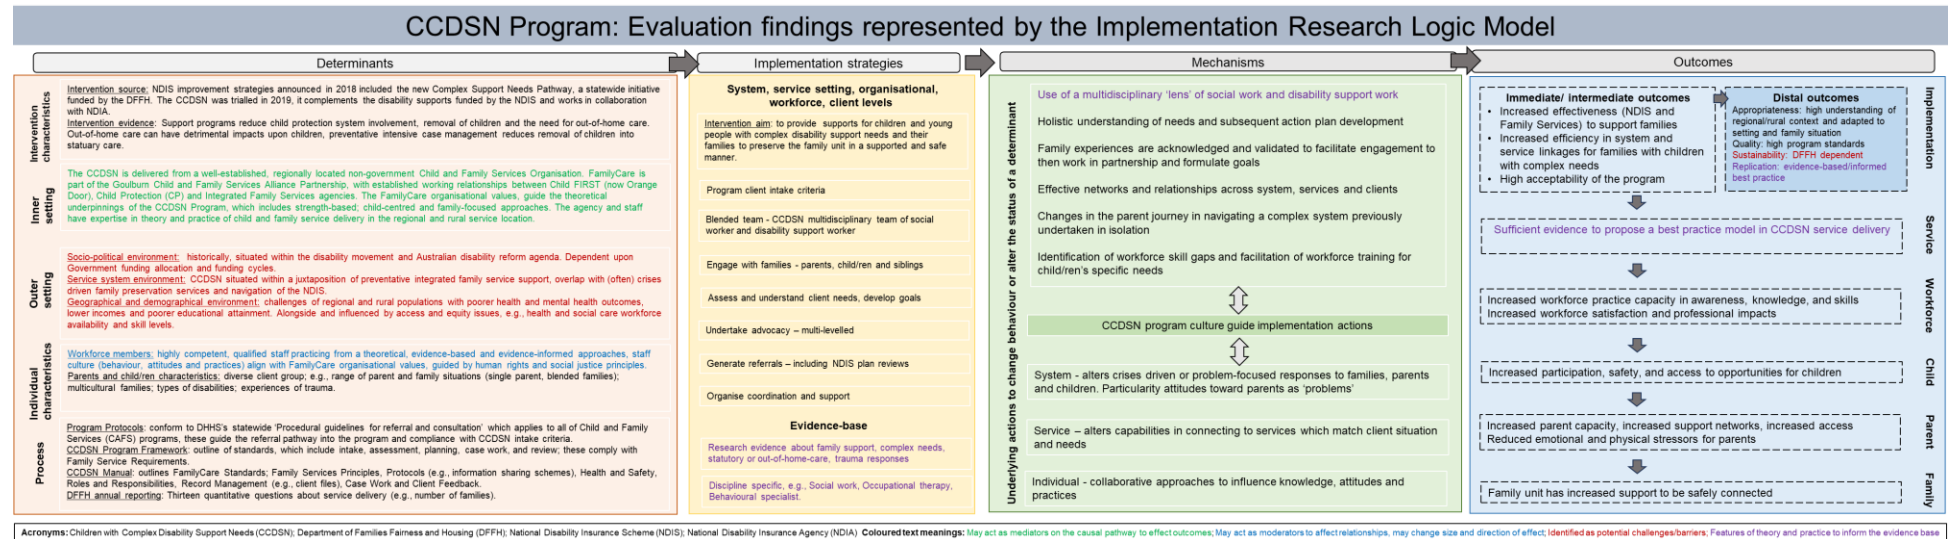 CCDSN Program: Evaluation findings represented by the Implementation Research Logic Model
Determinants
Implementation strategies
Mechanisms
Outcomes
Intervention characteristics
Intervention source: NDIS improvement strategies announced in 2018 included the new Complex Support Needs Pathway, a statewide initiative
funded by the DFFH. The CCDSN was trialled in 2019, it complements the disability supports funded by the NDIS and works in collaboration
with NDIA.
Intervention evidence: Support programs reduce child protection system involvement, removal of children and the need for out-of-home care.
Out-of-home care can have detrimental impacts upon children, preventative intensive case management reduces removal of children into
statuary care.
Inner setting
The CCDSN is delivered from a well-established, regionally located non-government Child and Family Services Organisation. FamilyCare is
part of the Goulburn Child and Family Services Alliance Partnership, with established working relationships between Child FIRST (now Orange
Door), Child Protection (CP) and Integrated Family Services agencies. The FamilyCare organisational values, guide the theoretical
underpinnings of the CCDSN Program, which includes strength-based; child-centred and family-focused approaches. The agency and staff
have expertise in theory and practice of child and family service delivery in the regional and rural service location.
Outer setting
Socio-political environment: historically, situated within the disability movement and Australian disability reform agenda. Dependent upon
Government funding allocation and funding cycles.
Service system environment: CCDSN situated within a juxtaposition of preventative integrated family service support, overlap with (often) crises
driven family preservation services and navigation of the NDIS.
Geographical and demographical environment: challenges of regional and rural populations with poorer health and mental health outcomes,
lower incomes and poorer educational attainment. Alongside and influenced by access and equity issues, e.g., health and social care workforce
availability and skill levels.
Individual characteristics
Workforce members: highly competent, qualified staff practicing from a theoretical, evidence-based and evidence-informed approaches, staff
culture (behaviour, attitudes and practices) align with FamilyCare organisational values, guided by human rights and social justice principles.
Parents and child/ren characteristics: diverse client group; e.g., range of parent and family situations (single parent, blended families);
multicultural families; types of disabilities; experiences of trauma.
Process
Program Protocols: conform to DHHS's statewide 'Procedural guidelines for referral and consultation' which applies to all of Child and Family
Services (CAFS) programs, these guide the referral pathway into the program and compliance with CCDSN intake criteria.
CCDSN Program Framework: outline of standards, which include intake, assessment, planning, case work, and review; these comply with
Family Service Requirements.
CCDSN Manual: outlines FamilyCare Standards; Family Services Principles, Protocols (e.g., information sharing schemes), Health and Safety,
Roles and Responsibilities, Record Management (e.g., client files), Case Work and Client Feedback.
DFFH annual reporting: Thirteen quantitative questions about service delivery (e.g., number of families).
System, service setting, organisational,
workforce, client levels
Intervention aim: to provide supports for children and young
people with complex disability support needs and their
families to preserve the family unit in a supported and safe
manner.
Program client intake criteria
Blended team - CCDSN multidisciplinary team of social
worker and disability support worker
Engage with families - parents, child/ren and siblings
Assess and understand client needs, develop goals
Undertake advocacy – multi-levelled
Generate referrals – including NDIS plan reviews
Organise coordination and support
Evidence-base
Research evidence about family support, complex needs,
statutory or out-of-home-care, trauma responses
Discipline specific, e.g., Social work, Occupational therapy,
Behavioural specialist.
Underlying actions to change behaviour or alter the status of a determinant
Use of a multidisciplinary 'lens' of social work and disability support work
Holistic understanding of needs and subsequent action plan development
Family experiences are acknowledged and validated to facilitate engagement to
then work in partnership and formulate goals
Effective networks and relationships across system, services and clients
Changes in the parent journey in navigating a complex system previously
undertaken in isolation
Identification of workforce skill gaps and facilitation of workforce training for
child/ren's specific needs
CCDSN program culture guide implementation actions
System - alters crises driven or problem-focused responses to families, parents
and children. Particularity attitudes toward parents as 'problems'
Service – alters capabilities in connecting to services which match client situation
and needs
Individual - collaborative approaches to influence knowledge, attitudes and
practices
Immediate/ intermediate outcomes
• Increased effectiveness (NDIS and
Family Services) to support families
• Increased efficiency in system and
service linkages for families with children
with complex needs
• High acceptability of the program
Distal outcomes
Appropriateness: high understanding of
regional/rural context and adapted to
setting and family situation
Quality: high program standards
Sustainability: DFFH dependent
Replication: evidence-based/informed
best practice
Implementation
Sufficient evidence to propose a best practice model in CCDSN service delivery
Service
Increased workforce practice capacity in awareness, knowledge, and skills
Increased workforce satisfaction and professional impacts
Workforce
Increased participation, safety, and access to opportunities for children
Child
Increased parent capacity, increased support networks, increased access
Reduced emotional and physical stressors for parents
Parent
Family unit has increased support to be safely connected
Family
Acronyms: Children with Complex Disability Support Needs (CCDSN); Department of Families Fairness and Housing (DFFH); National Disability Insurance Scheme (NDIS); National Disability Insurance Agency (NDIA) Coloured text meanings: May act as mediators on the causal pathway to effect outcomes; May act as moderators to affect relationships, may change size and direction of effect; Identified as potential challenges/barriers; Features of theory and practice to inform the evidence base